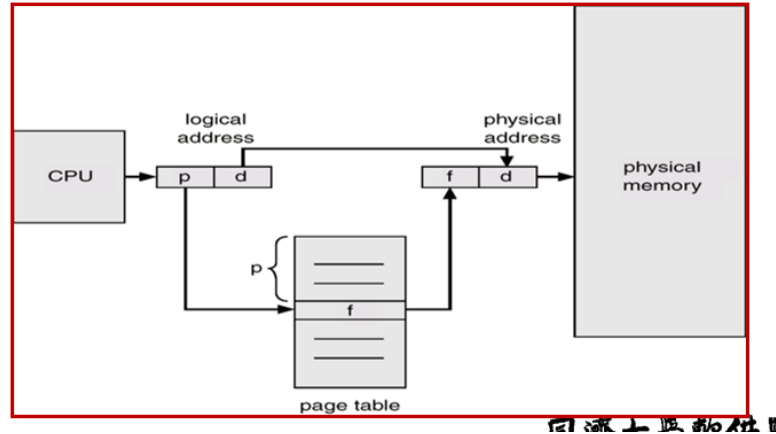 logical
address
physical
address
CPU
p
d
f
d
physical
memory
p
f
page table